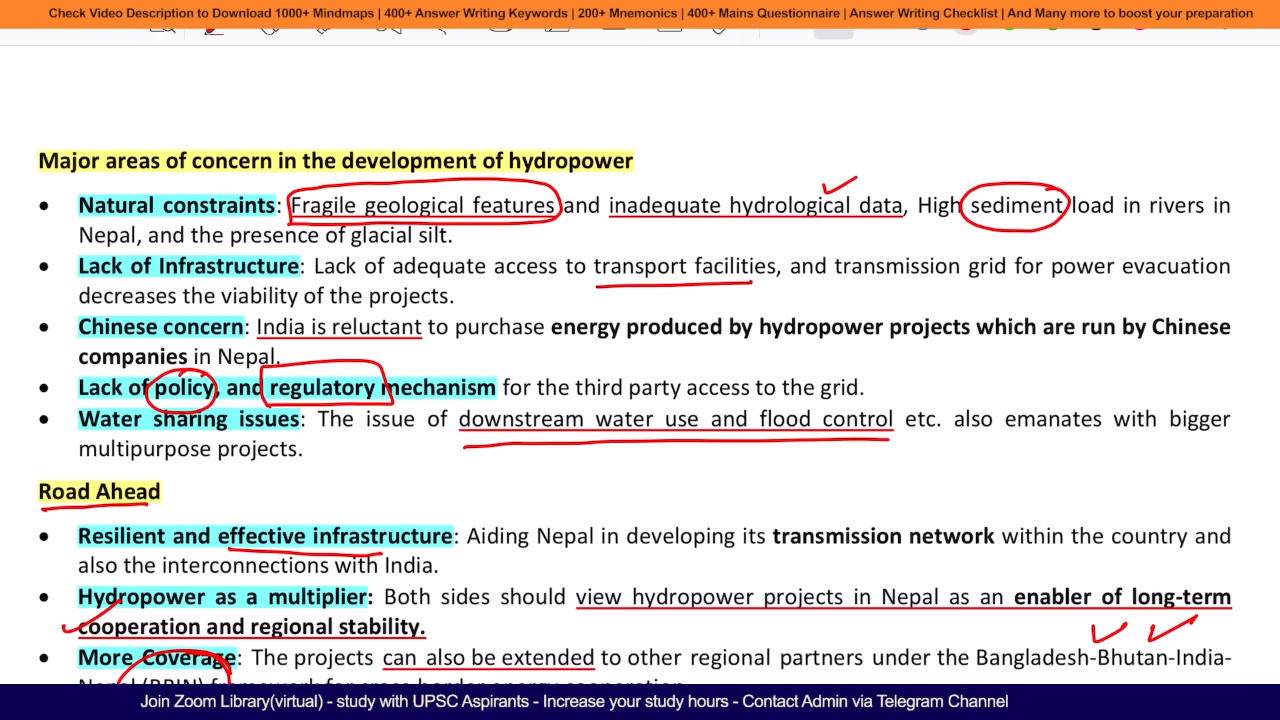 Check Video Description to Download 1000+ Mindmaps | 400+ Answer Writing Keywords | 200+ Mnemonics | 400+ Mains Questionnaire | Answer Writing Checklist | And Many more to boost your preparation
Major areas of concern in the development of hydropower
• Natural constraints: Fragile geological features and inadequate hydrological data, High sediment load in rivers in
Nepal, and the presence of glacial silt.
• Lack of Infrastructure: Lack of adequate access to transport facilities, and transmission grid for power evacuation
decreases the viability of the projects.
• Chinese concern: India is reluctant to purchase energy produced by hydropower projects which are run by Chinese
companies in Nepal.
• Lack of policy, and regulatory mechanism for the third party access to the grid.
• Water sharing issues: The issue of downstream water use and flood control etc. also emanates with bigger
multipurpose projects.
Road Ahead
• Resilient and effective infrastructure: Aiding Nepal in developing its transmission network within the country and
also the interconnections with India.
• Hydropower as a multiplier: Both sides should view hydropower projects in Nepal as an enabler of long-term
cooperation and regional stability.
• More Coverage: The projects can also be extended to other regional partners under the Bangladesh-Bhutan-India-
Nepal (BBIN) framework for cross-border energy cooperation.
Join Zoom Library(virtual) - study with UPSC Aspirants - Increase your study hours - Contact Admin via Telegram Channel